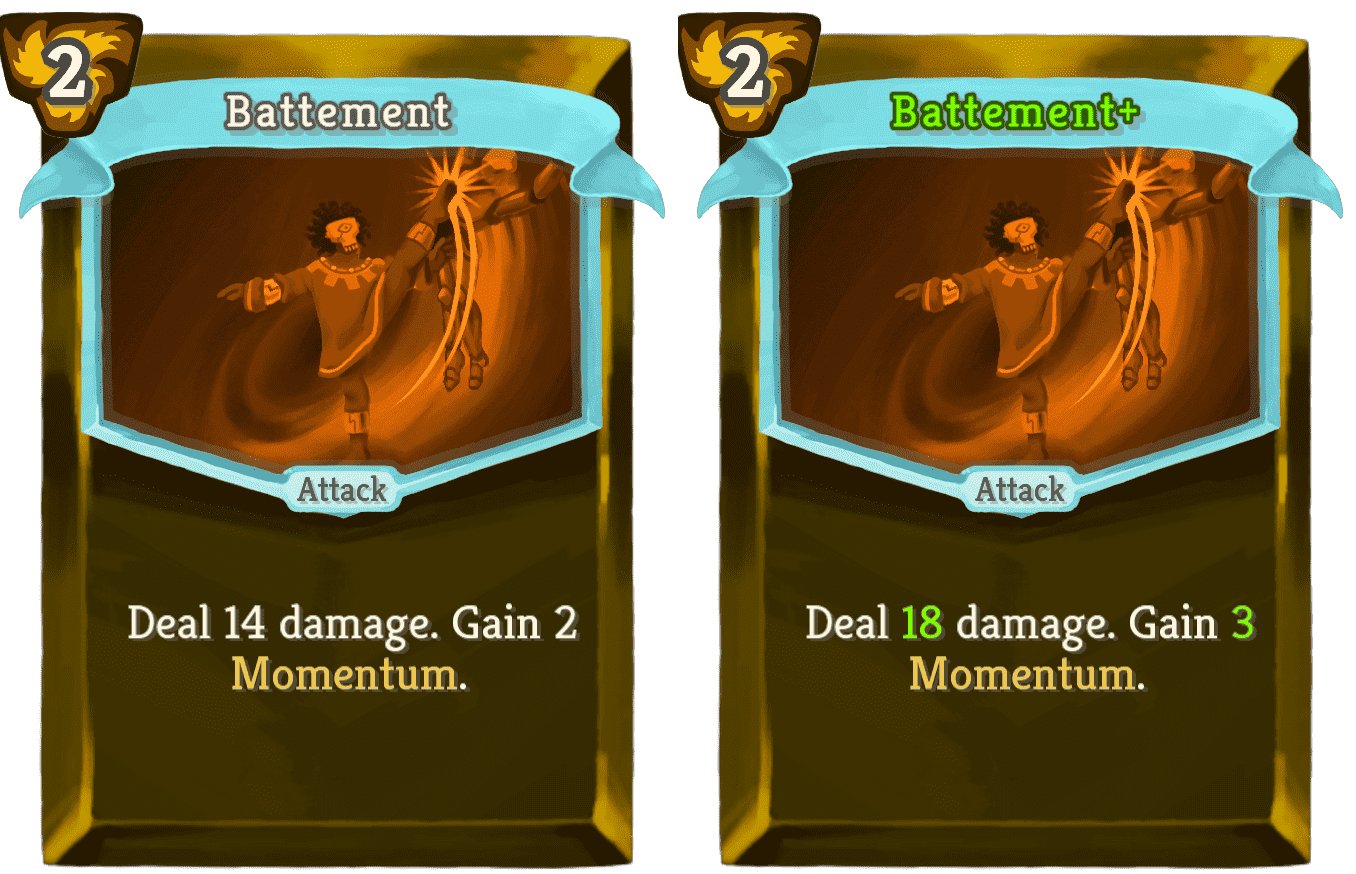 2
Battement
Attack
Deal 14 damage. Gain 2
Momentum.
2
Battement+
Attack
Deal 18 damage. Gain 3
Momentum.